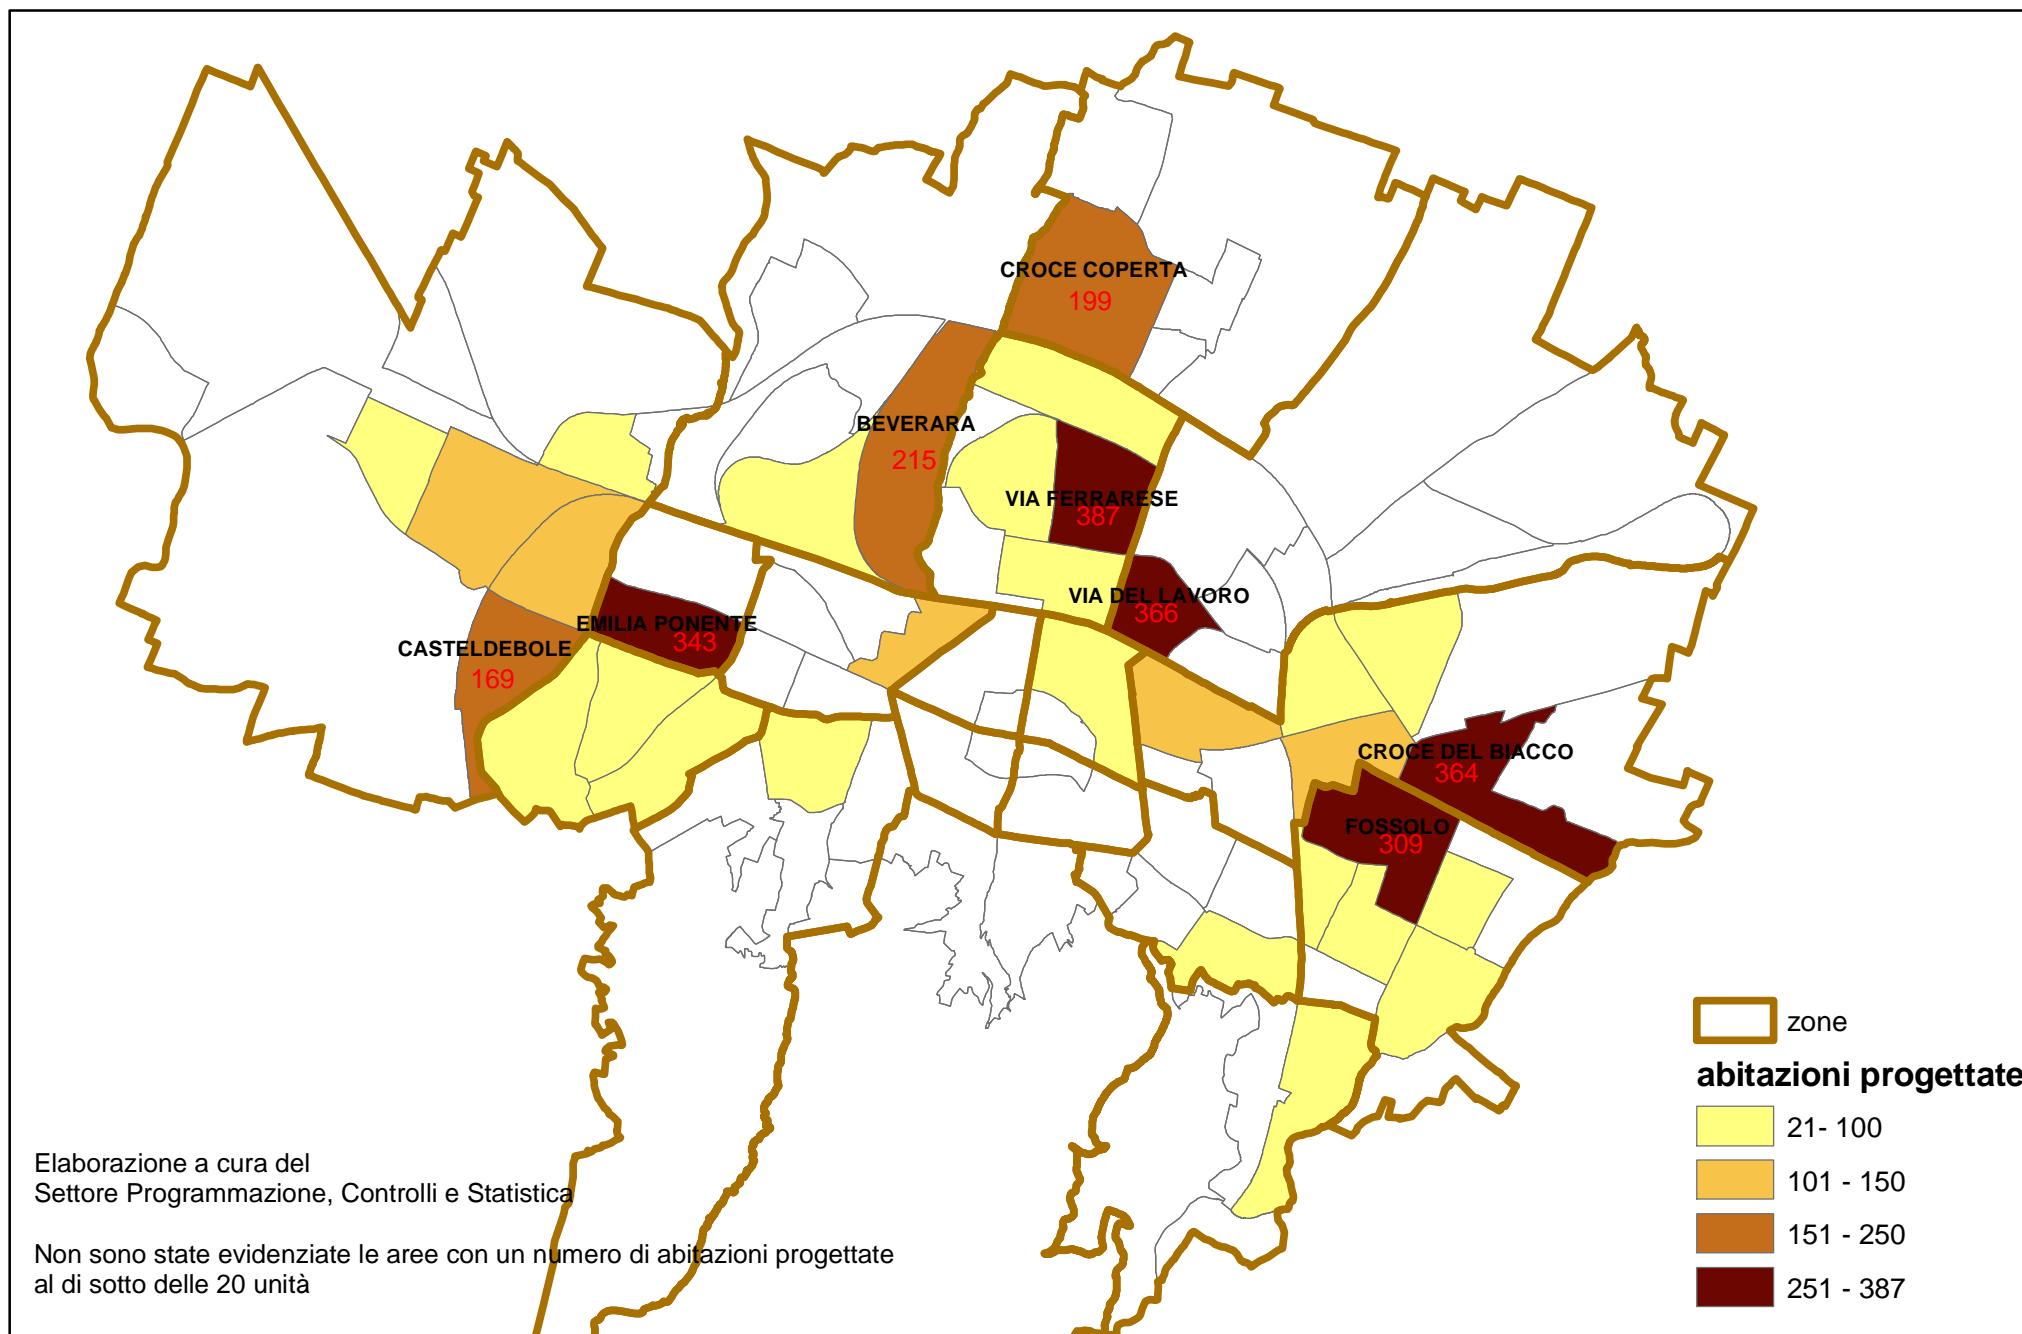 CROCE COPERTA
199
BEVERARA
215
VIA FERRARESE
387
VIA DEL LAVORO
366
EMILIA PONENTE
343
CASTELDEBOLE
169
CROCE DEL BIACCO
364
FOSSOLO
309
zone
abitazioni progettate
21- 100
101 - 150
151 - 250
251 - 387
Elaborazione a cura del
Settore Programmazione, Controlli e Statistica
Non sono state evidenziate le aree con un numero di abitazioni progettate
al di sotto delle 20 unità